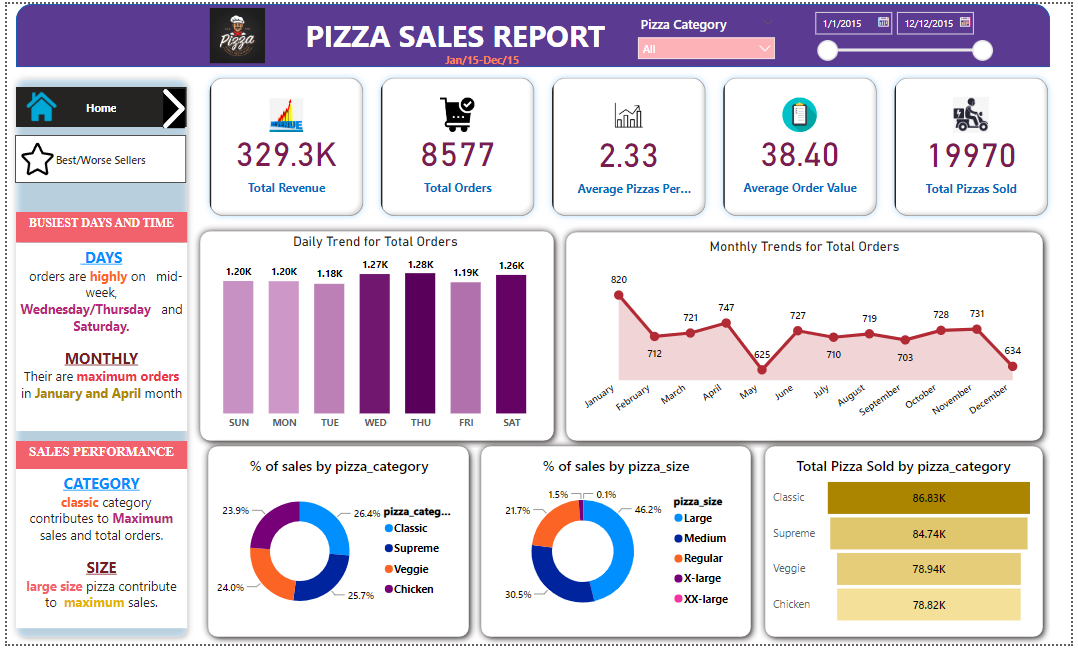 Pizza
PIZZA SALES REPORT
Jan/15-Dec/15
Pizza Category
All
1/1/2015
12/12/2015
Home
Best/Worse Sellers
329.3K
Total Revenue
8577
Total Orders
2.33
Average Pizzas Per...
38.40
Average Order Value
19970
Total Pizzas Sold
BUSIEST DAYS AND TIME
DAYS
orders are highly on mid-
week,
Wednesday/Thursday and
Saturday.
MONTHLY
Their are maximum orders
in January and April month
SALES PERFORMANCE
CATEGORY
classic category
contributes to Maximum
sales and total orders.
SIZE
large size pizza contribute
to maximum sales.
Daily Trend for Total Orders
1.20K 1.20K 1.18K 1.27K 1.28K 1.19K 1.26K
SUN MON TUE WED THU FRI SAT
Monthly Trends for Total Orders
820 712 721 747 625 727 710 719 703 728 731 634
January February March April May June July August September October November December
% of sales by pizza_category
26.4%
25.7%
24.0%
23.9%
pizza_categ...
Classic
Supreme
Veggie
Chicken
% of sales by pizza_size
46.2%
30.5%
21.7%
1.5%
0.1%
pizza_size
Large
Medium
Regular
X-large
XX-large
Total Pizza Sold by pizza_category
Classic 86.83K
Supreme 84.74K
Veggie 78.94K
Chicken 78.82K